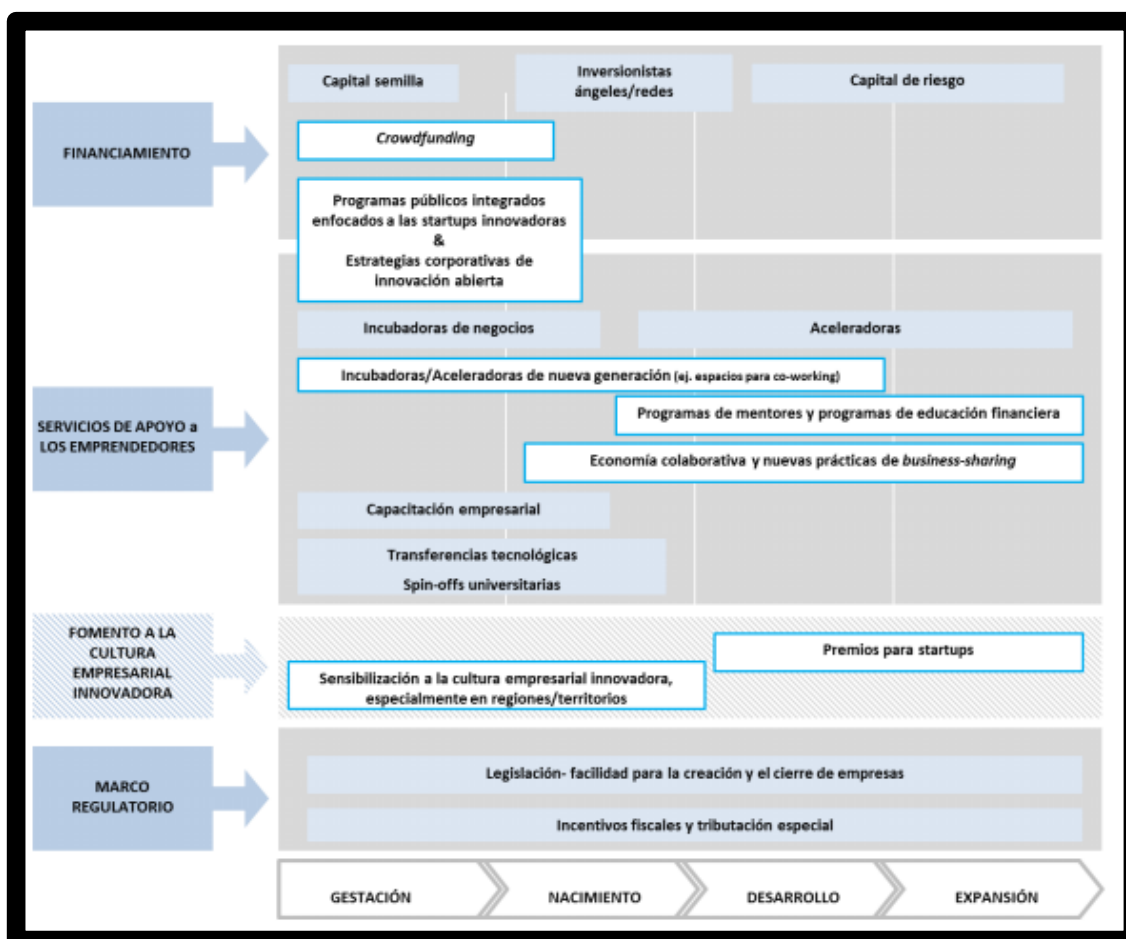 FINANCIAMIENTO
Capital semilla
Inversionistas
ángeles/redes
Capital de riesgo
Crowdfunding
Programas públicos integrados
enfocados a las startups innovadoras
&
Estrategias corporativas de
innovación abierta
SERVICIOS DE APOYO a
LOS EMPRENDEDORES
Incubadoras de negocios
Aceleradoras
Incubadoras/Aceleradoras de nueva generación (ej. espacios para co-working)
Programas de mentores y programas de educación financiera
Economía colaborativa y nuevas prácticas de business-sharing
Capacitación empresarial
Transferencias tecnológicas
Spin-offs universitarias
FOMENTO A LA
CULTURA
EMPRESARIAL
INNOVADORA
Premios para startups
Sensibilización a la cultura empresarial innovadora,
especialmente en regiones/territorios
MARCO
REGULATORIO
Legislación- facilidad para la creación y el cierre de empresas
Incentivos fiscales y tributación especial
GESTACIÓN
NACIMIENTO
DESARROLLO
EXPANSIÓN